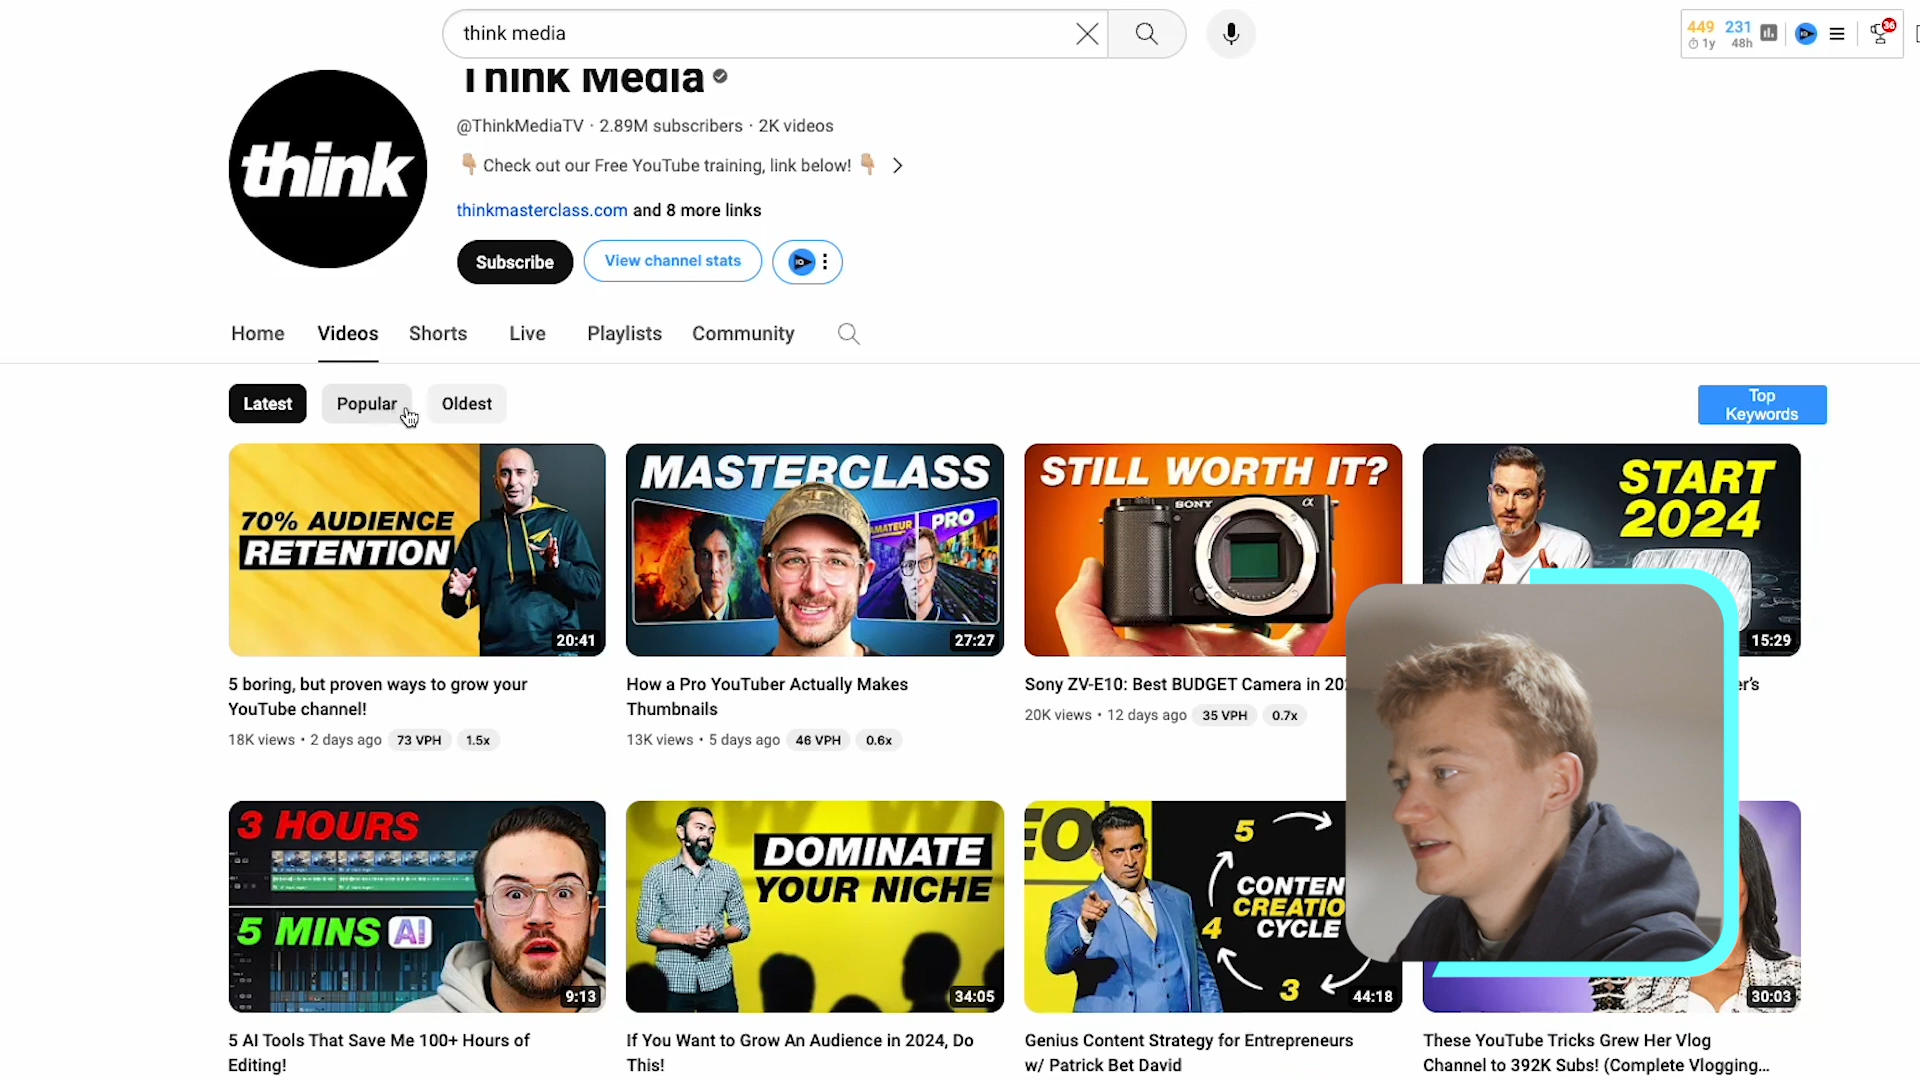 think media
449 231
1y 48h
36
Think Media
think
@ThinkMediaTV · 2.89M subscribers · 2K videos
👇🏼 Check out our Free YouTube training, link below! 👇🏼
thinkmasterclass.com and 8 more links
Subscribe
View channel stats
IQ
Home Videos Shorts Live Playlists Community
Latest Popular Oldest
Top
Keywords
70% AUDIENCE
RETENTION
20:41
MASTERCLASS
AMATEUR PRO
27:27
STILL WORTH IT?
SONY α
START
2024
15:29
5 boring, but proven ways to grow your
YouTube channel!
18K views • 2 days ago 73 VPH 1.5x
How a Pro YouTuber Actually Makes
Thumbnails
13K views • 5 days ago 46 VPH 0.6x
Sony ZV-E10: Best BUDGET Camera in
20K views • 12 days ago 35 VPH 0.7x
er's
3 HOURS
5 MINS AI
9:13
DOMINATE
YOUR NICHE
34:05
EO
5
CONTEN
CREATIO
CYCLE
4
3
44:18
30:03
5 AI Tools That Save Me 100+ Hours of
Editing!
If You Want to Grow An Audience in 2024, Do
This!
Genius Content Strategy for Entrepreneurs
w/ Patrick Bet David
These YouTube Tricks Grew Her Vlog
Channel to 392K Subs! (Complete Vlogging...